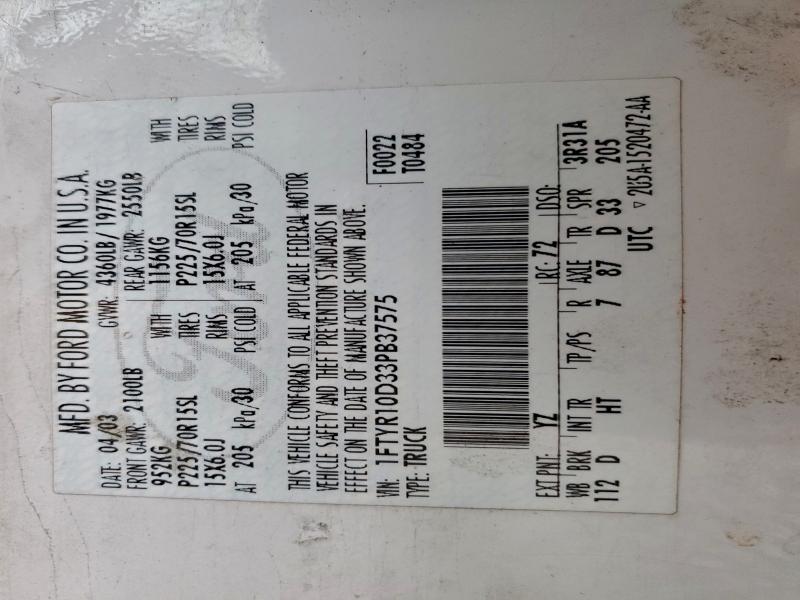 MFD. BY FORD MOTOR CO. IN U.S.A.
DATE: 04/03 GVWR: 4360LB / 1977KG
FRONT GAWR: 2100LB REAR GAWR: 2550LB
952KG WITH 1156KG WITH
P225/70R15SL TIRES P225/70R15SL TIRES
15X6.0J RIMS 15X6.0J RIMS
AT 205 kPa/30 PSI COLD AT 205 kPa/30 PSI COLD
THIS VEHICLE CONFORMS TO ALL APPLICABLE FEDERAL MOTOR
VEHICLE SAFETY AND THEFT PREVENTION STANDARDS IN
EFFECT ON THE DATE OF MANUFACTURE SHOWN ABOVE.
VIN: 1FTYR10D33PB37575 F0022
TYPE: TRUCK T0484
EXT PNT: YZ RC: 72 DSO:
WB BRK INT TR TP/PS R AXLE TR SPR 3R31A
112 D HT 7 87 D 33 205
UTC ▽ 2U5A-1520472-AA
Ford